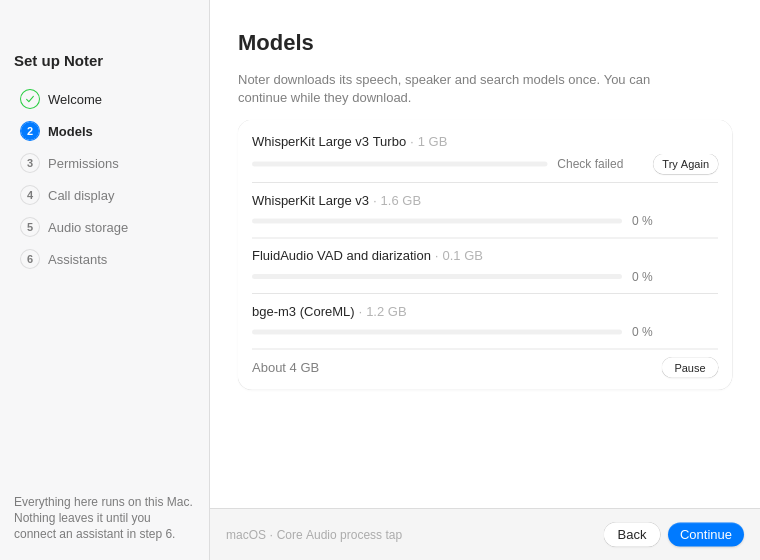 Set up Noter
Welcome
2 Models
3 Permissions
4 Call display
5 Audio storage
6 Assistants
Everything here runs on this Mac.
Nothing leaves it until you
connect an assistant in step 6.
Models
Noter downloads its speech, speaker and search models once. You can
continue while they download.
WhisperKit Large v3 Turbo · 1 GB
Check failed Try Again
WhisperKit Large v3 · 1.6 GB
0 %
FluidAudio VAD and diarization · 0.1 GB
0 %
bge-m3 (CoreML) · 1.2 GB
0 %
About 4 GB Pause
macOS · Core Audio process tap Back Continue